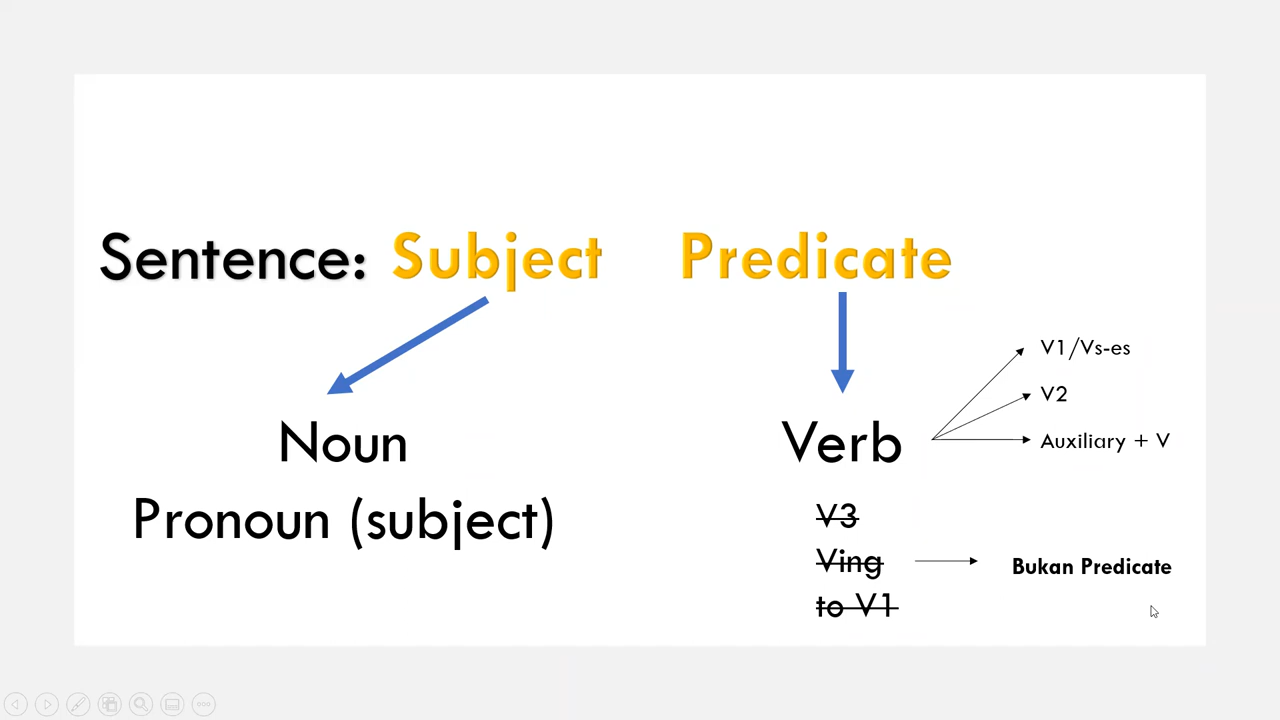 Sentence: Subject Predicate
Noun
Pronoun (subject)
Verb
V1/Vs-es
V2
Auxiliary + V
V3
Ving
to V1
Bukan Predicate